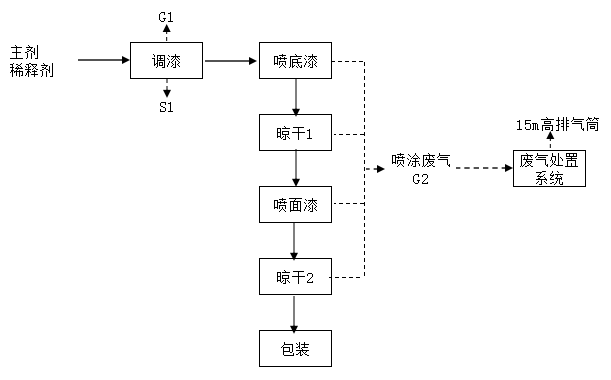 G1
主剂
稀释剂
调漆
S1
喷底漆
晾干1
喷面漆
晾干2
包装
喷涂废气
G2
15m高排气筒
废气处置
系统